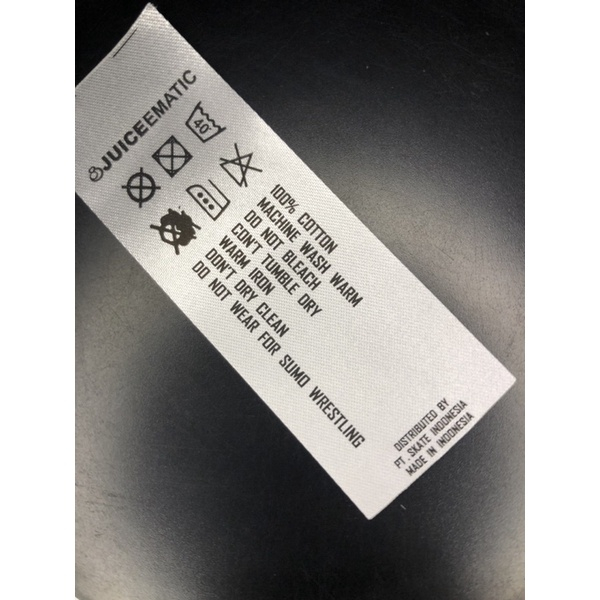 JUICEEMATIC
40°
100% COTTON
MACHINE WASH WARM
DO NOT BLEACH
CON'T TUMBLE DRY
WARM IRON
DON'T DRY CLEAN
DO NOT WEAR FOR SUMO WRESTLING
DISTRIBUTED BY
PT. SKATE INDONESIA
MADE IN INDONESIA